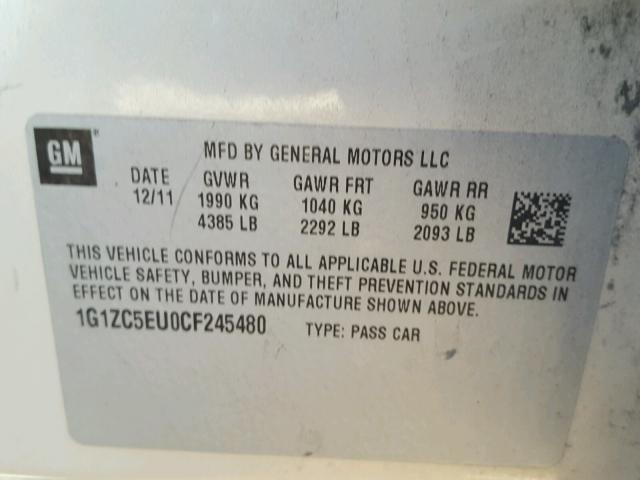 GM
MFD BY GENERAL MOTORS LLC
DATE GVWR GAWR FRT GAWR RR
12/11 1990 KG 1040 KG 950 KG
4385 LB 2292 LB 2093 LB
THIS VEHICLE CONFORMS TO ALL APPLICABLE U.S. FEDERAL MOTOR
VEHICLE SAFETY, BUMPER, AND THEFT PREVENTION STANDARDS IN
EFFECT ON THE DATE OF MANUFACTURE SHOWN ABOVE.
1G1ZC5EU0CF245480 TYPE: PASS CAR